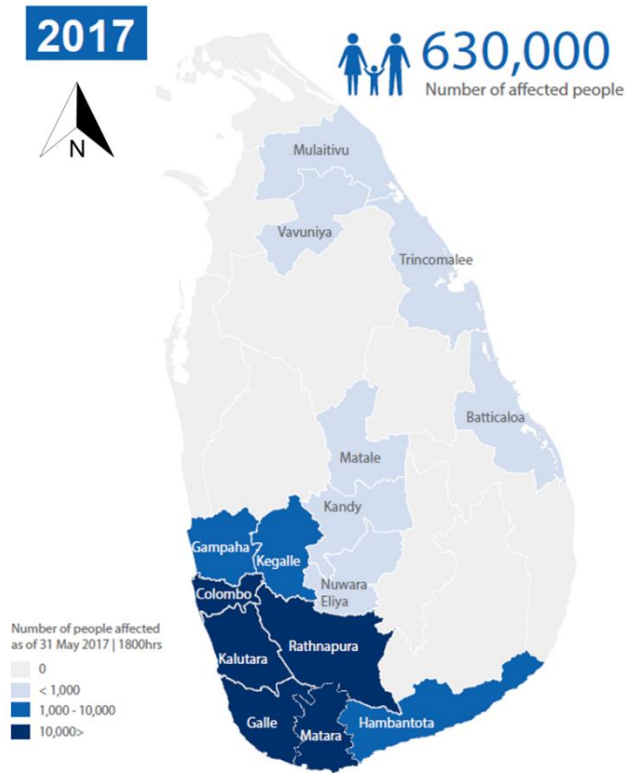 2017
630,000
Number of affected people
N
Mulaitivu
Vavuniya
Trincomalee
Batticaloa
Matale
Kandy
Gampaha
Kegalle
Nuwara
Eliya
Colombo
Rathnapura
Kalutara
Galle
Matara
Hambantota
Number of people affected
as of 31 May 2017 | 1800hrs
0
< 1,000
1,000 - 10,000
10,000>